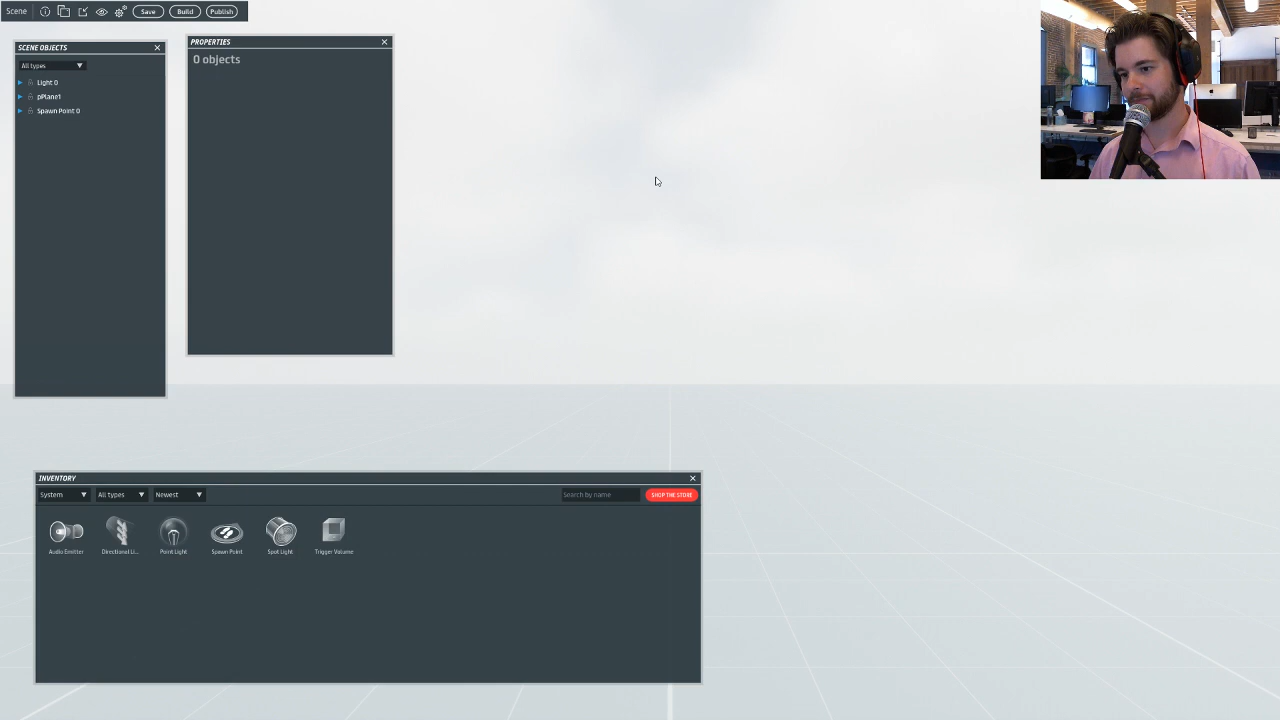 Scene
Save
Build
Publish
SCENE OBJECTS
All types
Light 0
pPlane1
Spawn Point 0
PROPERTIES
0 objects
INVENTORY
System
All types
Newest
Search by name
SHOP THE STORE
Audio Emitter
Directional Li...
Point Light
Spawn Point
Spot Light
Trigger Volume